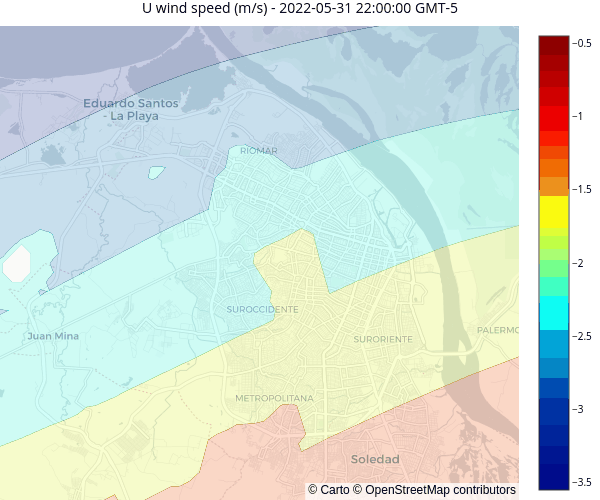 U wind speed (m/s) - 2022-05-31 22:00:00 GMT-5
−0.5
Eduardo Santos
- La Playa
−1
RIOMAR
−1.5
−2
SUROCCIDENTE
−2.5
Juan Mina
SURORIENTE
PALERMO
METROPOLITANA
−3
Soledad
−3.5
© Carto © OpenStreetMap contributors